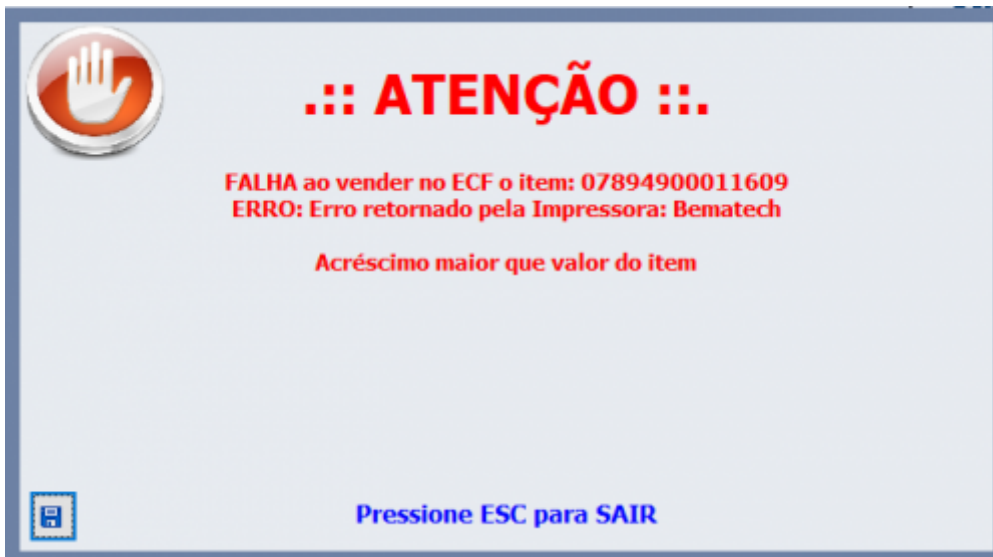 .:: ATENÇÃO ::.
FALHA ao vender no ECF o item: 07894900011609
ERRO: Erro retornado pela Impressora: Bematech
Acréscimo maior que valor do item
Pressione ESC para SAIR